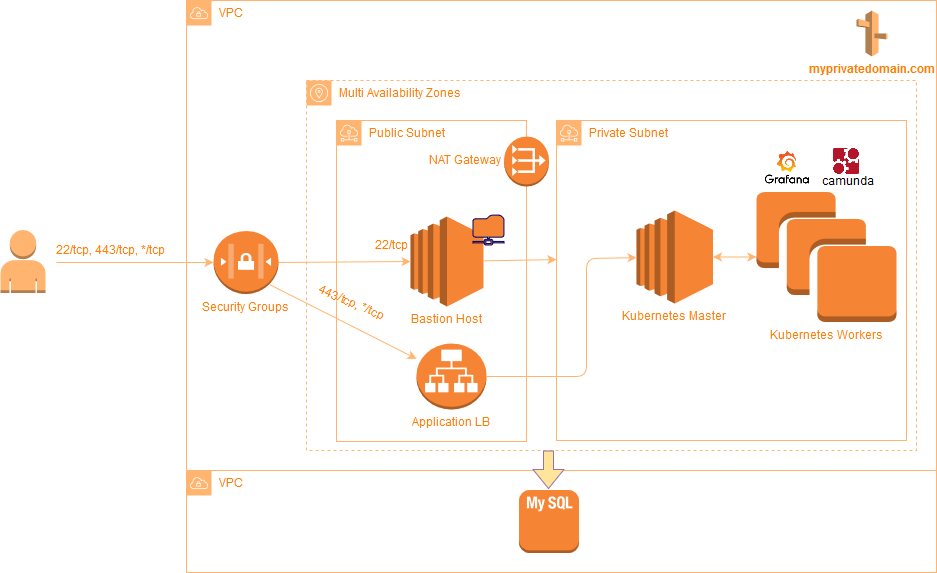 VPC
myprivatedomain.com
Multi Availability Zones
Public Subnet
Private Subnet
NAT Gateway
Grafana
camunda
22/tcp, 443/tcp, */tcp
22/tcp
Security Groups
443/tcp, */tcp
Bastion Host
Kubernetes Master
Kubernetes Workers
Application LB
VPC
My SQL